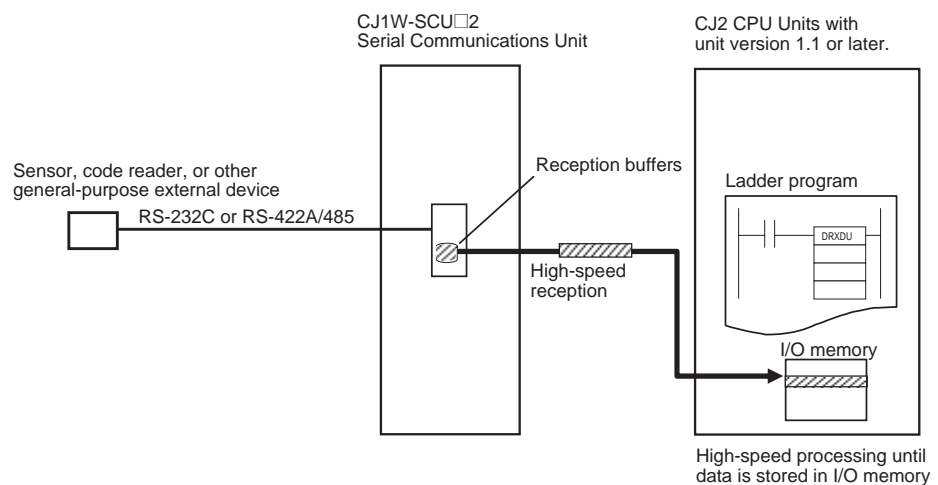 CJ1W-SCU□2
Serial Communications Unit
CJ2 CPU Units with
unit version 1.1 or later.
Sensor, code reader, or other
general-purpose external device
RS-232C or RS-422A/485
Reception buffers
High-speed
reception
Ladder program
DRXDU
I/O memory
High-speed processing until
data is stored in I/O memory